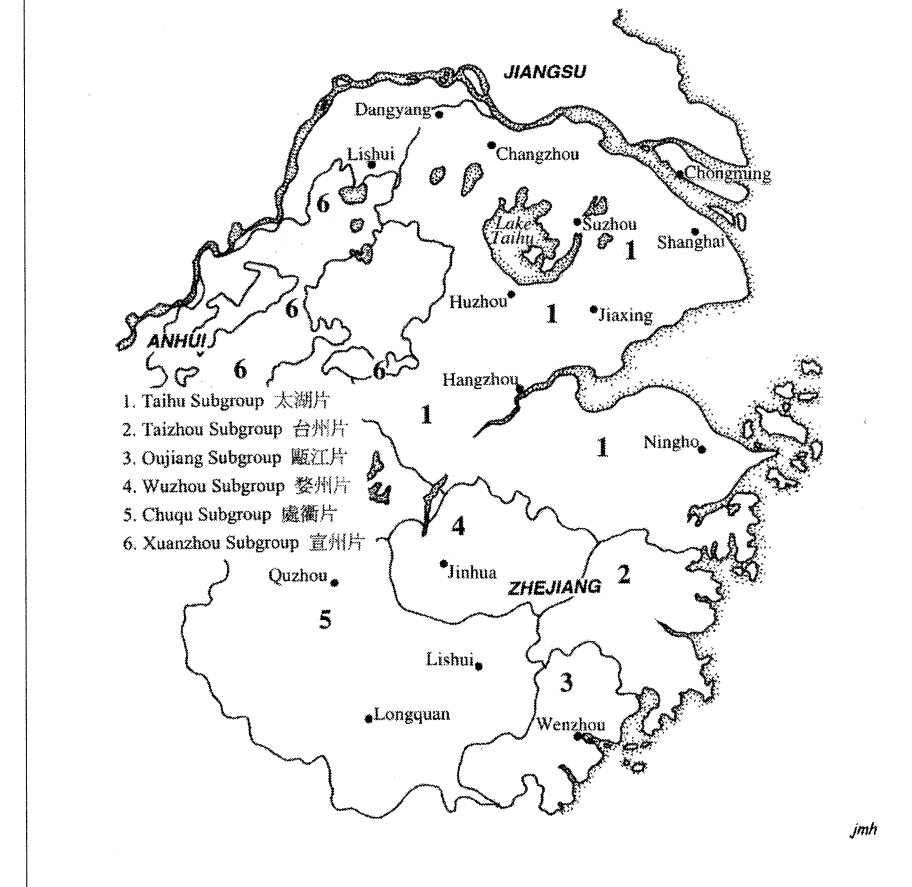 JIANGSU
Dangyang
Changzhou
Lishui
Chongming
6
Lake
Taihu
Suzhou
1
Shanghai
Huzhou
6
1
Jiaxing
ANHUI
6
6
Hangzhou
1. Taihu Subgroup 太湖片
1
2. Taizhou Subgroup 台州片
1
Ningho
3. Oujiang Subgroup 甌江片
4. Wuzhou Subgroup 婺州片
5. Chuqu Subgroup 處衢片
4
6. Xuanzhou Subgroup 宣州片
Quzhou
Jinhua
2
ZHEJIANG
5
Lishui
3
Longquan
Wenzhou
jmh